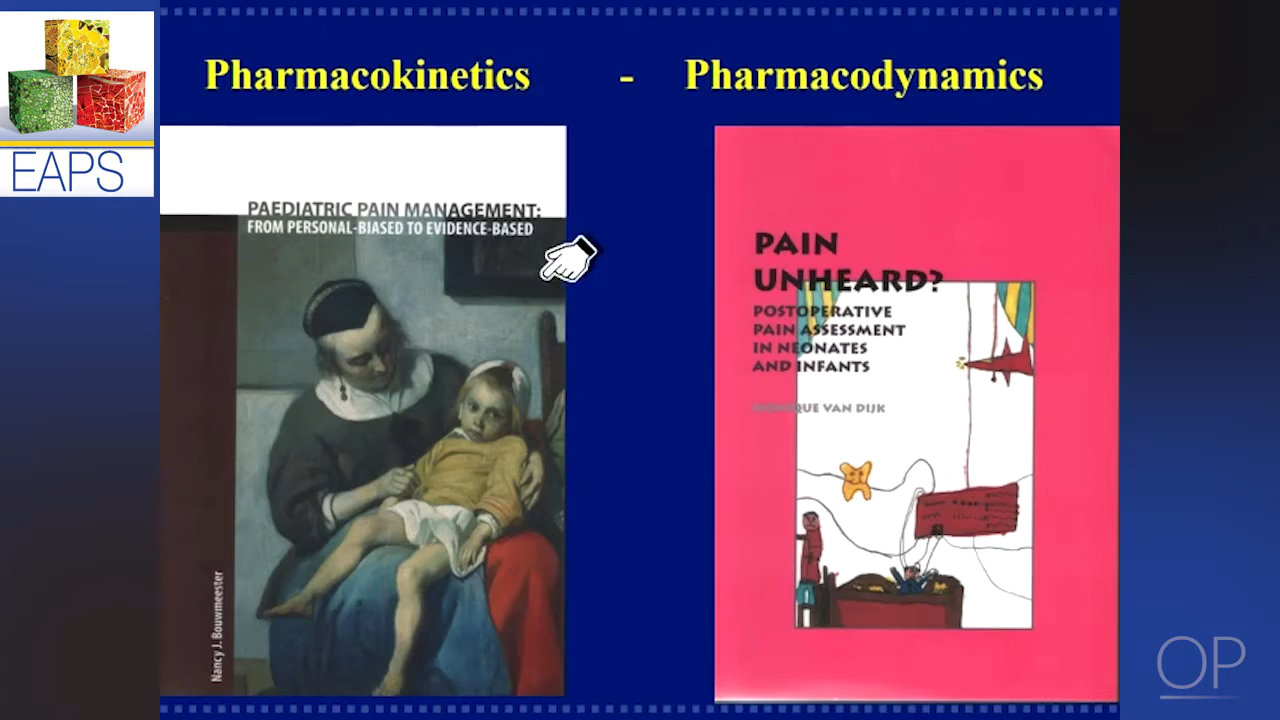 EAPS
Pharmacokinetics - Pharmacodynamics
PAEDIATRIC PAIN MANAGEMENT:
FROM PERSONAL-BIASED TO EVIDENCE-BASED
Nancy J. Bouwmeester
PAIN
UNHEARD?
POSTOPERATIVE
PAIN ASSESSMENT
IN NEONATES
AND INFANTS
MONIQUE VAN DIJK
OP